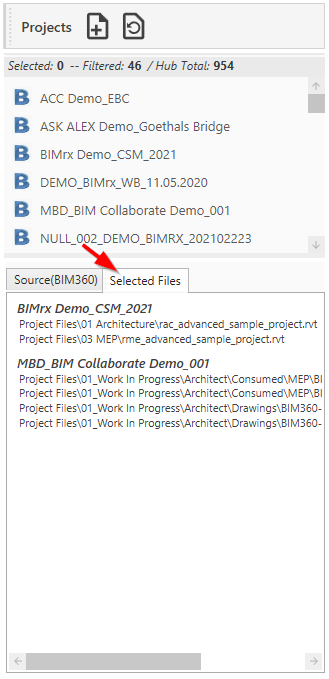 Projects
Selected: 0 -- Filtered: 46 / Hub Total: 954
B ACC Demo_EBC
B ASK ALEX Demo_Goethals Bridge
B BIMrx Demo_CSM_2021
B DEMO_BIMrx_WB_11.05.2020
B MBD_BIM Collaborate Demo_001
B NULL_002_DEMO_BIMRX_202102223
Source(BIM360) Selected Files
BIMrx Demo_CSM_2021
Project Files\01 Architecture\rac_advanced_sample_project.rvt
Project Files\03 MEP\rme_advanced_sample_project.rvt
MBD_BIM Collaborate Demo_001
Project Files\01_Work In Progress\Architect\Consumed\MEP\BI
Project Files\01_Work In Progress\Architect\Consumed\MEP\BI
Project Files\01_Work In Progress\Architect\Drawings\BIM360-
Project Files\01_Work In Progress\Architect\Drawings\BIM360-